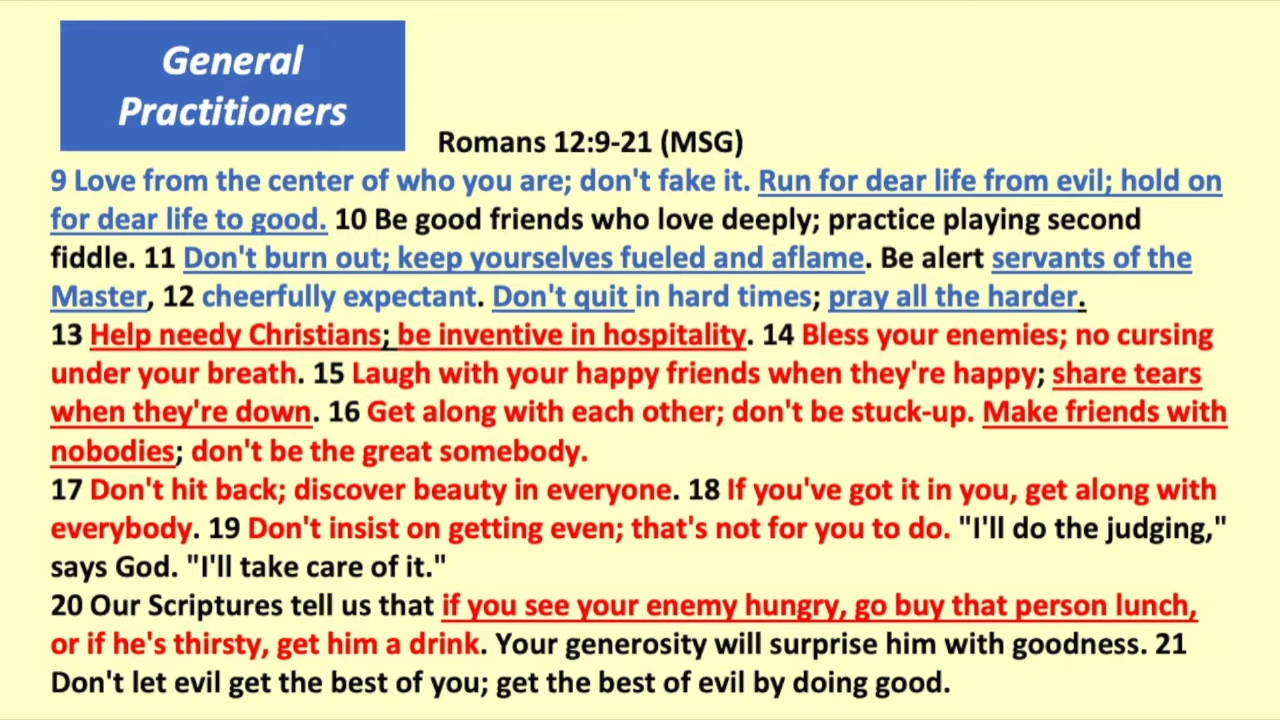 General
Practitioners
Romans 12:9-21 (MSG)
9 Love from the center of who you are; don't fake it. Run for dear life from evil; hold on
for dear life to good. 10 Be good friends who love deeply; practice playing second
fiddle. 11 Don't burn out; keep yourselves fueled and aflame. Be alert servants of the
Master, 12 cheerfully expectant. Don't quit in hard times; pray all the harder.
13 Help needy Christians; be inventive in hospitality. 14 Bless your enemies; no cursing
under your breath. 15 Laugh with your happy friends when they're happy; share tears
when they're down. 16 Get along with each other; don't be stuck-up. Make friends with
nobodies; don't be the great somebody.
17 Don't hit back; discover beauty in everyone. 18 If you've got it in you, get along with
everybody. 19 Don't insist on getting even; that's not for you to do. "I'll do the judging,"
says God. "I'll take care of it."
20 Our Scriptures tell us that if you see your enemy hungry, go buy that person lunch,
or if he's thirsty, get him a drink. Your generosity will surprise him with goodness. 21
Don't let evil get the best of you; get the best of evil by doing good.